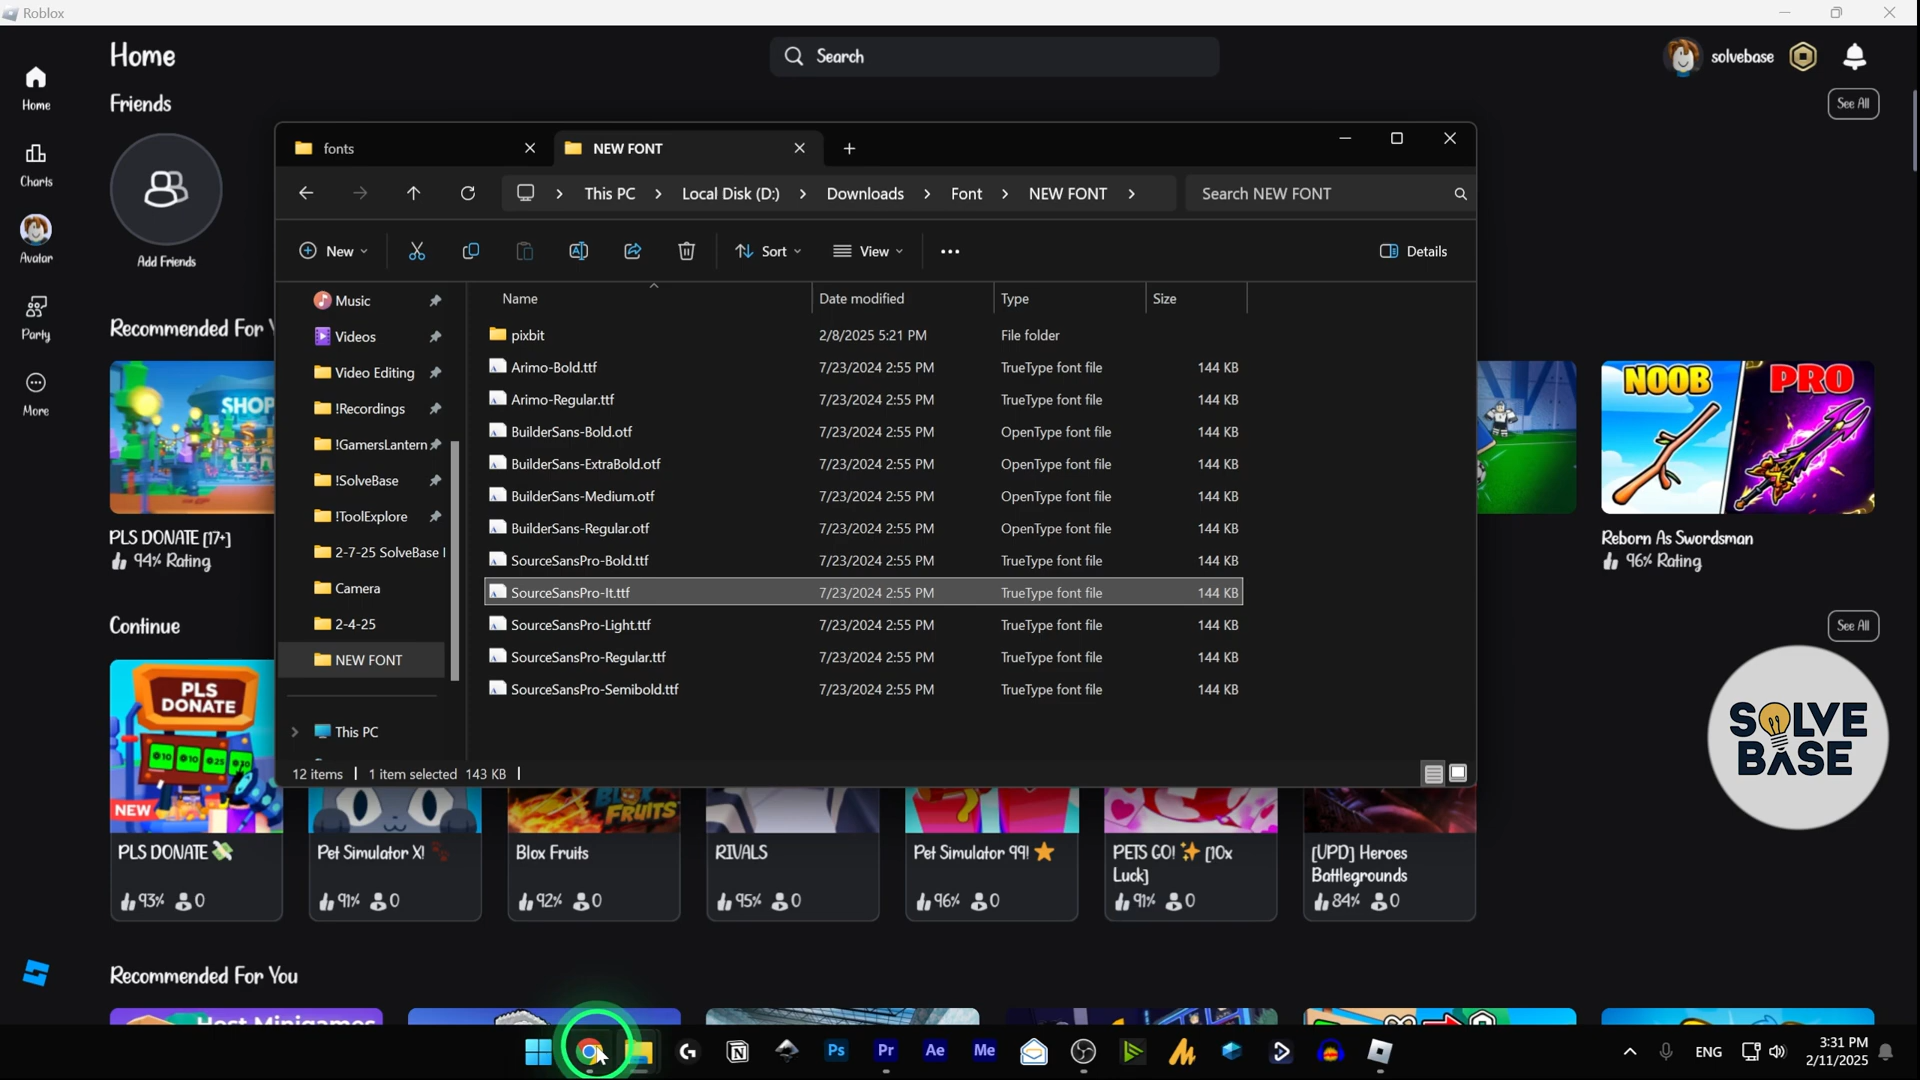 Roblox
Home
Search
solvebase
Home
Charts
Avatar
Party
More
Friends
See All
Add Friends
fonts
NEW FONT
This PC
Local Disk (D:)
Downloads
Font
NEW FONT
Search NEW FONT
New
Sort
View
Details
Music
Videos
Video Editing
!Recordings
!GamersLantern
!SolveBase
!ToolExplore
2-7-25 SolveBase
Camera
2-4-25
NEW FONT
This PC
Name Date modified Type Size
pixbit 2/8/2025 5:21 PM File folder
Arimo-Bold.ttf 7/23/2024 2:55 PM TrueType font file 144 KB
Arimo-Regular.ttf 7/23/2024 2:55 PM TrueType font file 144 KB
BuilderSans-Bold.otf 7/23/2024 2:55 PM OpenType font file 144 KB
BuilderSans-ExtraBold.otf 7/23/2024 2:55 PM OpenType font file 144 KB
BuilderSans-Medium.otf 7/23/2024 2:55 PM OpenType font file 144 KB
BuilderSans-Regular.otf 7/23/2024 2:55 PM OpenType font file 144 KB
SourceSansPro-Bold.ttf 7/23/2024 2:55 PM TrueType font file 144 KB
SourceSansPro-It.ttf 7/23/2024 2:55 PM TrueType font file 144 KB
SourceSansPro-Light.ttf 7/23/2024 2:55 PM TrueType font file 144 KB
SourceSansPro-Regular.ttf 7/23/2024 2:55 PM TrueType font file 144 KB
SourceSansPro-Semibold.ttf 7/23/2024 2:55 PM TrueType font file 144 KB
12 items 1 item selected 143 KB
Recommended For
SHOP
PLS DONATE [17+]
94% Rating
NOOB PRO
Reborn As Swordsman
96% Rating
Continue
See All
PLS
DONATE
NEW
PLS DONATE 💸
93% 0
Pet Simulator X! 🐾
91% 0
BLOX
FRUITS
Blox Fruits
92% 0
RIVALS
95% 0
Pet Simulator 99! ⭐
96% 0
PETS GO! ✨ [10x
Luck]
91% 0
[UPD] Heroes
Battlegrounds
84% 0
SOLVE
BASE
Recommended For You
Host Minigames
Ps
Pr
Ae
Me
ENG
3:31 PM
2/11/2025